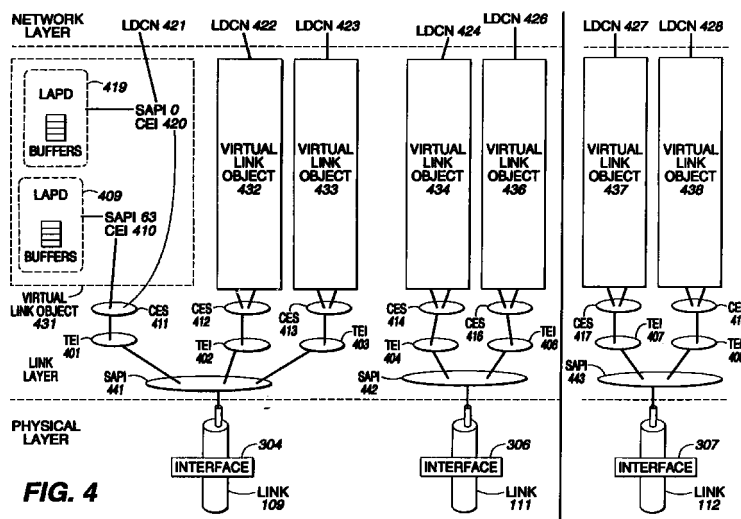 NETWORK LAYER
LDCN 421
LDCN 422
LDCN 423
LDCN 424
LDCN 426
LDCN 427
LDCN 428
LAPD
419
BUFFERS
SAPI 0
CEI 420
LAPD
409
BUFFERS
SAPI 63
CEI 410
VIRTUAL LINK OBJECT 431
VIRTUAL LINK OBJECT 432
VIRTUAL LINK OBJECT 433
VIRTUAL LINK OBJECT 434
VIRTUAL LINK OBJECT 436
VIRTUAL LINK OBJECT 437
VIRTUAL LINK OBJECT 438
CES 411
CES 412
CES 413
CES 414
CES 416
CES 417
CES
TEI 401
TEI 402
TEI 403
TEI 404
TEI
TEI 407
TEI
LINK LAYER
SAPI 441
SAPI 442
SAPI 443
PHYSICAL LAYER
304
INTERFACE
LINK 109
306
INTERFACE
LINK 111
307
INTERFACE
LINK 112
FIG. 4